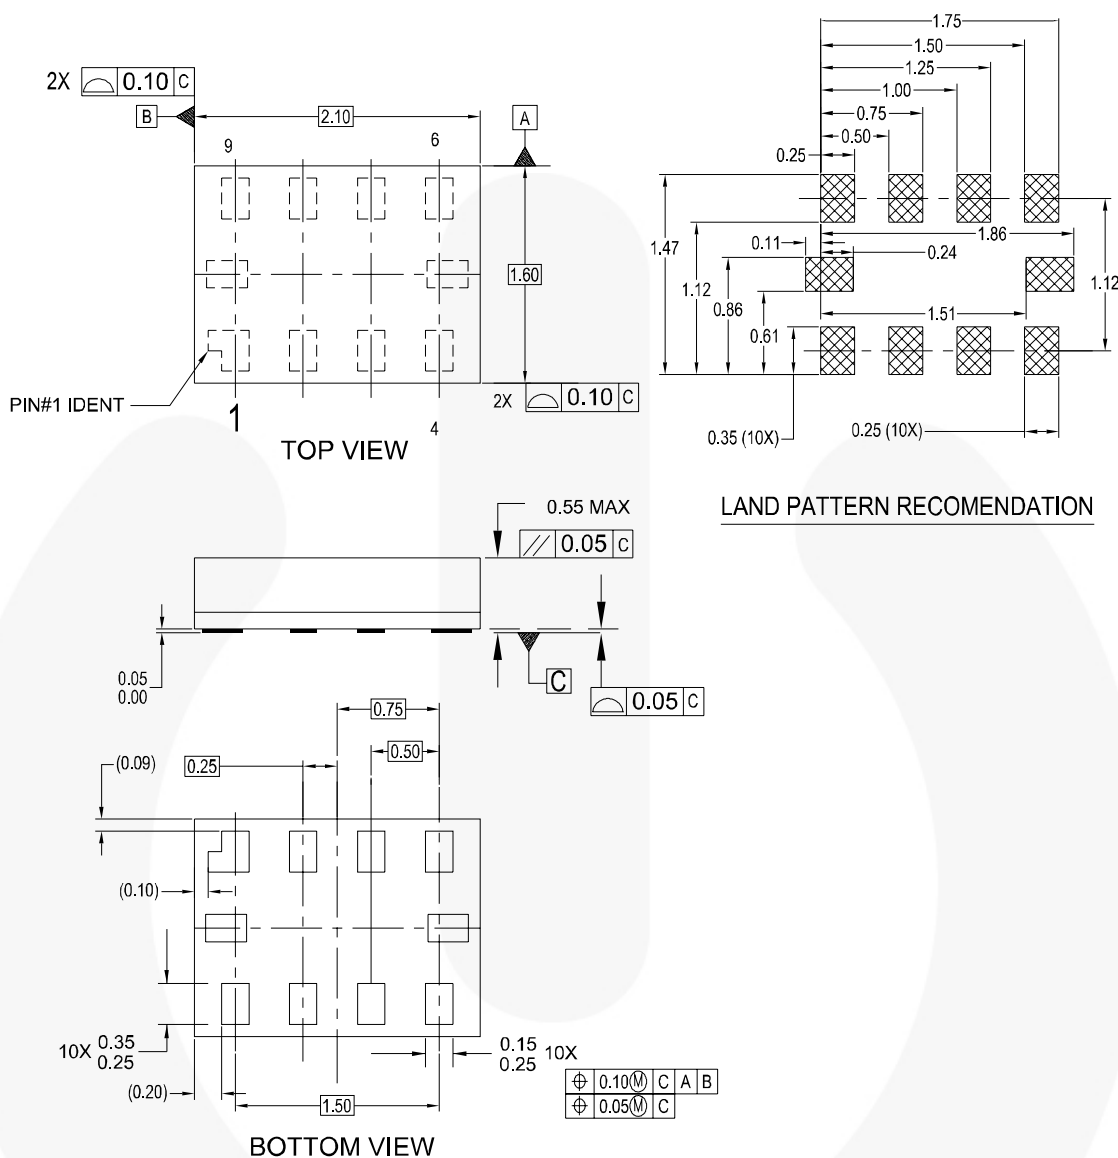 2X 0.10 C
B
2.10
A
9
6
1.60
PIN#1 IDENT
1
4
2X 0.10 C
TOP VIEW
1.75
1.50
1.25
1.00
0.75
0.50
0.25
1.47
1.12
0.86
0.61
0.11
1.86
0.24
1.51
1.12
0.35 (10X)
0.25 (10X)
LAND PATTERN RECOMENDATION
0.55 MAX
// 0.05 C
0.05
0.00
C
0.05 C
0.75
0.50
0.25
(0.09)
(0.10)
10X 0.35
0.25
(0.20)
1.50
0.15 10X
0.25
0.10 Ⓜ C A B
0.05 Ⓜ C
BOTTOM VIEW